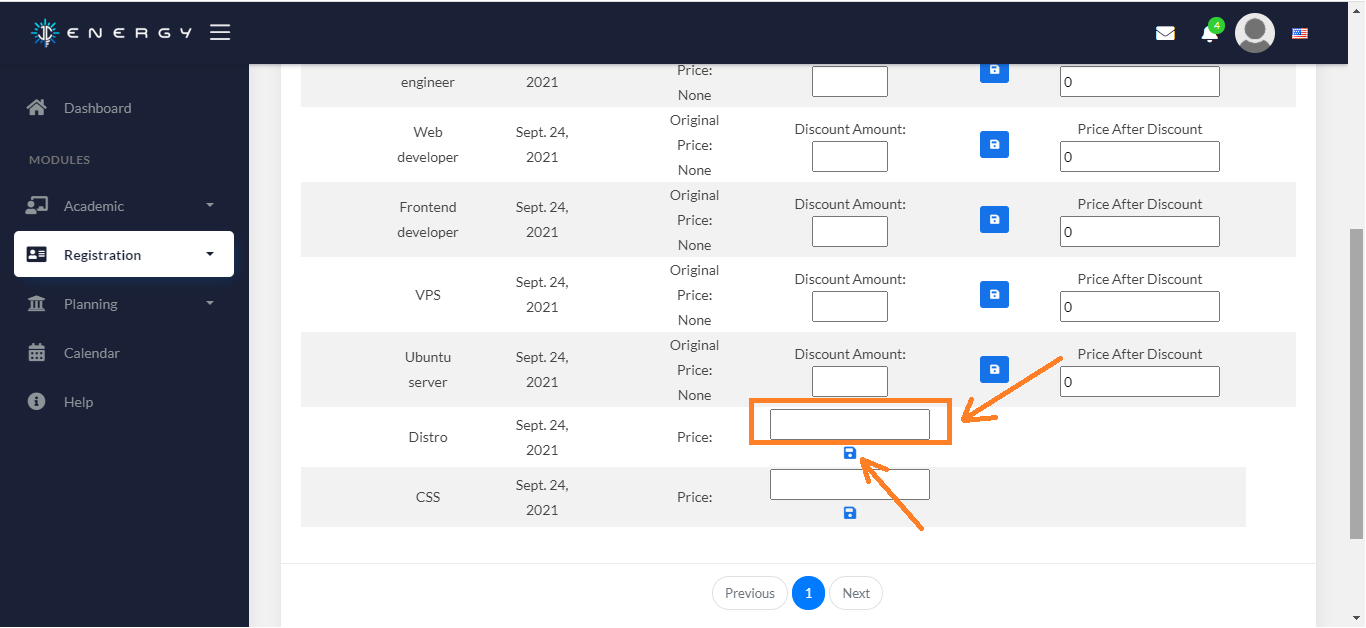 ENERGY
4
Dashboard
MODULES
Academic
Registration
Planning
Calendar
Help
engineer
2021
Price:
None
0
Web
developer
Sept. 24,
2021
Original
Price:
None
Discount Amount:
Price After Discount
0
Frontend
developer
Sept. 24,
2021
Original
Price:
None
Discount Amount:
Price After Discount
0
VPS
Sept. 24,
2021
Original
Price:
None
Discount Amount:
Price After Discount
0
Ubuntu
server
Sept. 24,
2021
Original
Price:
None
Discount Amount:
Price After Discount
0
Distro
Sept. 24,
2021
Price:
CSS
Sept. 24,
2021
Price:
Previous
1
Next